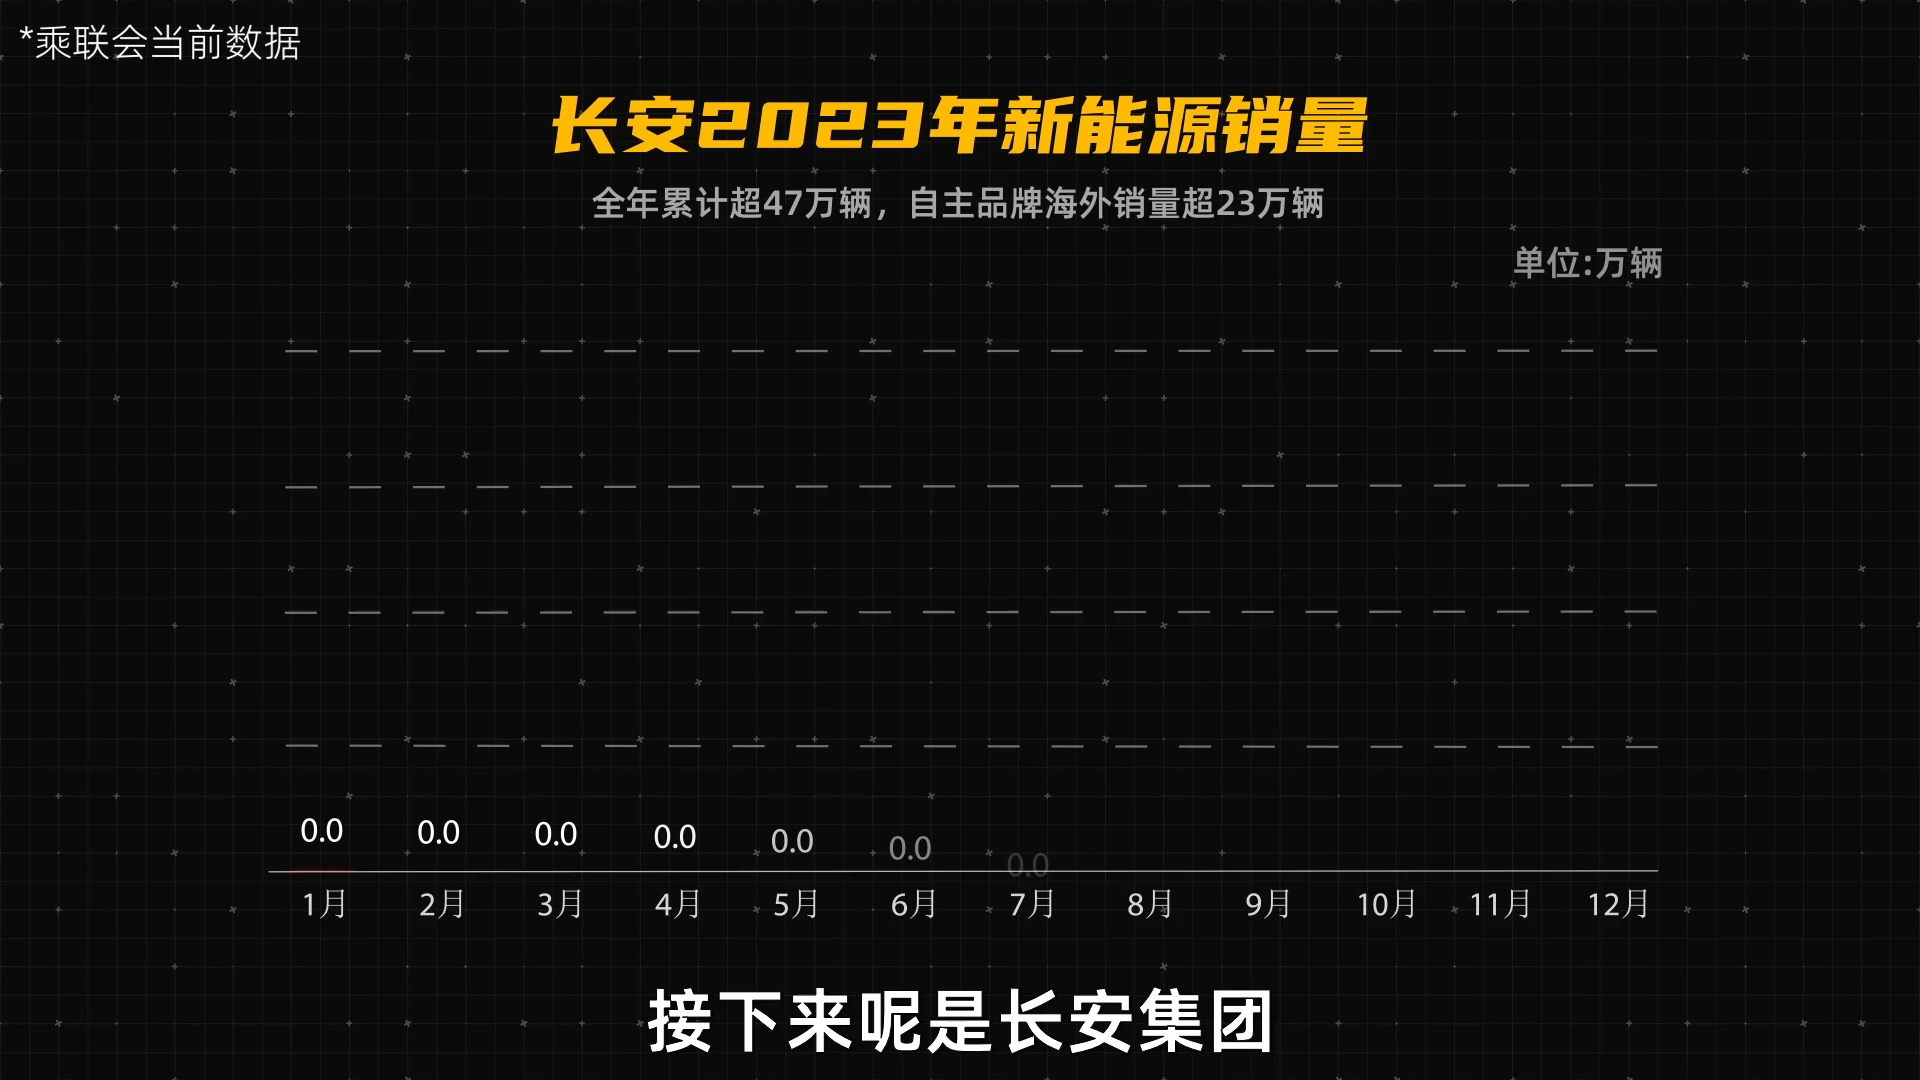 *乘联会当前数据
长安2023年新能源销量
全年累计超47万辆，自主品牌海外销量超23万辆
单位:万辆
0.0 0.0 0.0 0.0 0.0 0.0 0.0
1月 2月 3月 4月 5月 6月 7月 8月 9月 10月 11月 12月
接下来呢是长安集团